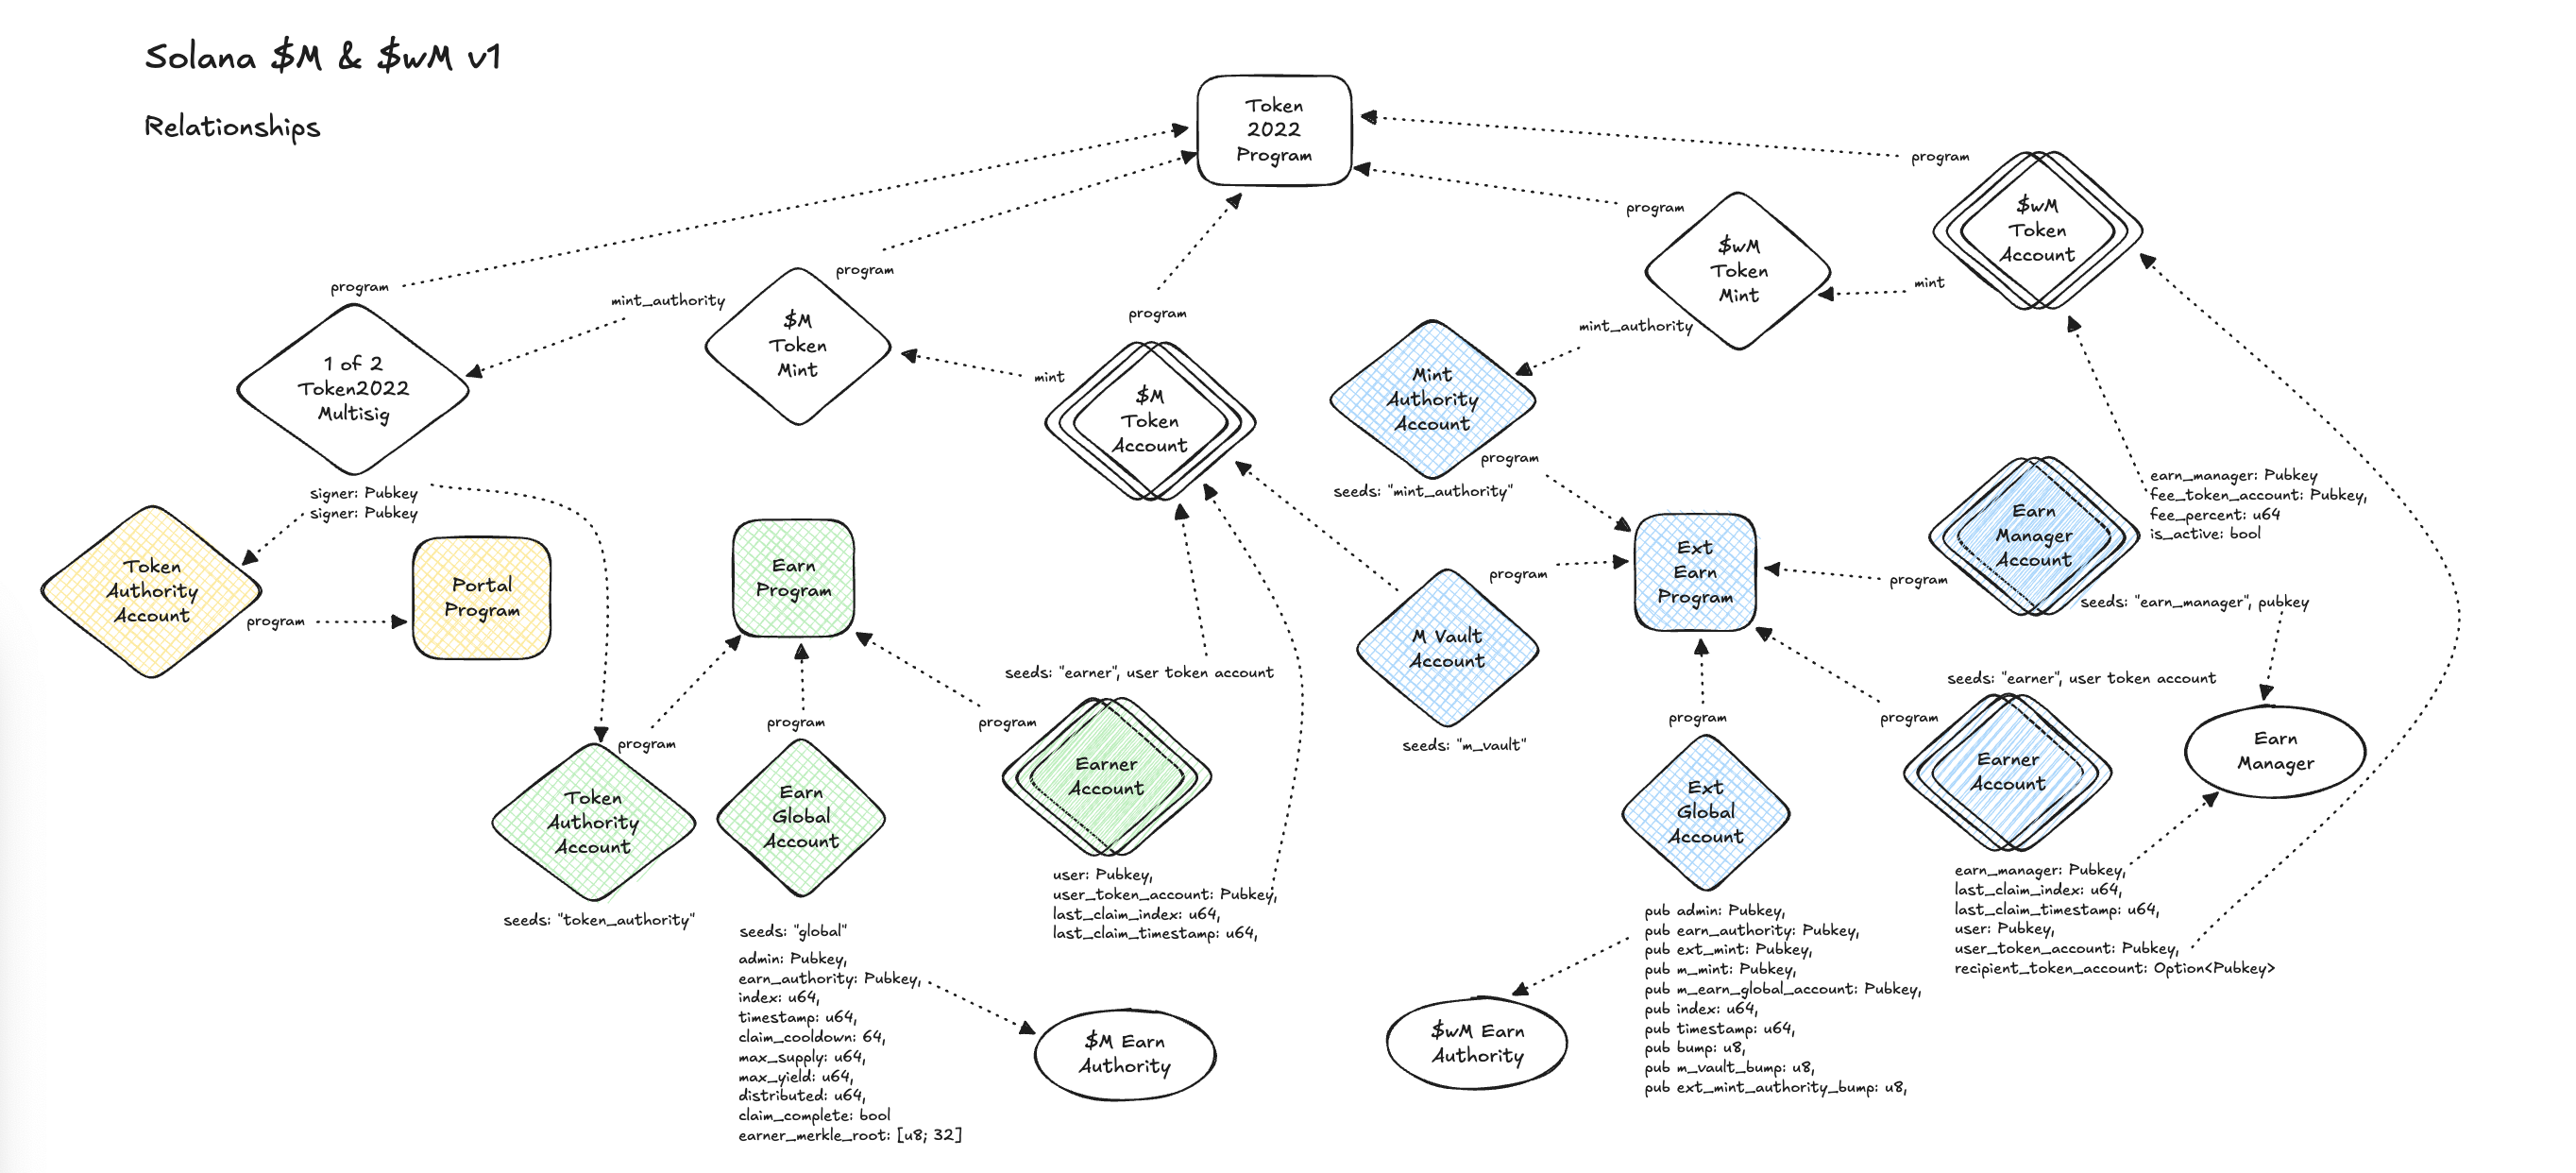 Solana $M & $wM v1
Relationships
Token
2022
Program
program
program
program
program
program
$wM
Token
Account
mint
$wM
Token
Mint
mint_authority
Mint
Authority
Account
program
seeds: "mint_authority"
mint_authority
$M
Token
Mint
mint
$M
Token
Account
1 of 2
Token2022
Multisig
signer: Pubkey
signer: Pubkey
Token
Authority
Account
program
Portal
Program
Earn
Program
program
program
program
Token
Authority
Account
seeds: "token_authority"
Earn
Global
Account
seeds: "global"
admin: Pubkey,
earn_authority: Pubkey,
index: u64,
timestamp: u64,
claim_cooldown: 64,
max_supply: u64,
max_yield: u64,
distributed: u64,
claim_complete: bool
earner_merkle_root: [u8; 32]
$M Earn
Authority
seeds: "earner", user token account
Earner
Account
user: Pubkey,
user_token_account: Pubkey,
last_claim_index: u64,
last_claim_timestamp: u64,
program
M Vault
Account
seeds: "m_vault"
Ext
Earn
Program
program
program
program
Ext
Global
Account
pub admin: Pubkey,
pub earn_authority: Pubkey,
pub ext_mint: Pubkey,
pub m_mint: Pubkey,
pub m_earn_global_account: Pubkey,
pub index: u64,
pub timestamp: u64,
pub bump: u8,
pub m_vault_bump: u8,
pub ext_mint_authority_bump: u8,
$wM Earn
Authority
Earn
Manager
Account
earn_manager: Pubkey
fee_token_account: Pubkey,
fee_percent: u64
is_active: bool
seeds: "earn_manager", pubkey
seeds: "earner", user token account
Earner
Account
earn_manager: Pubkey,
last_claim_index: u64,
last_claim_timestamp: u64,
user: Pubkey,
user_token_account: Pubkey,
recipient_token_account: Option<Pubkey>
Earn
Manager